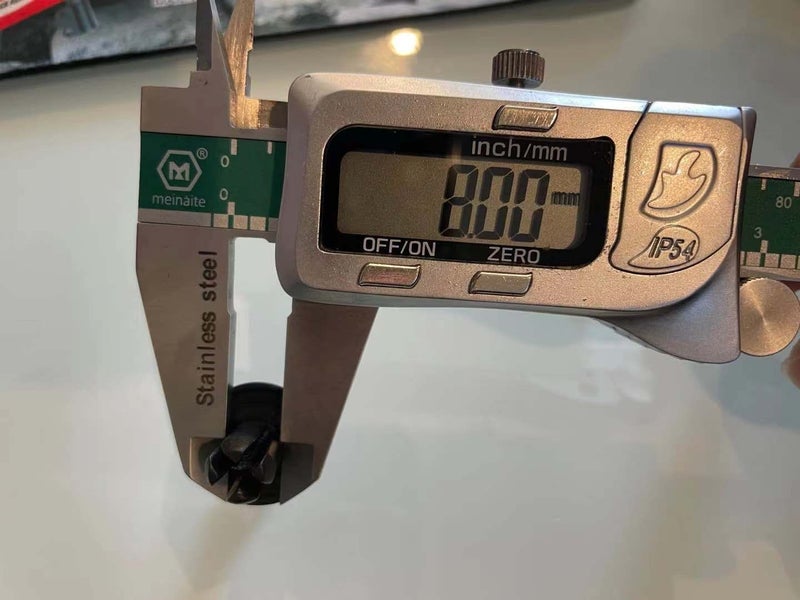 inch/mm
M
®
meinaite
0
0
8.00 mm
OFF/ON
ZERO
IP54
80
3
Stainless steel